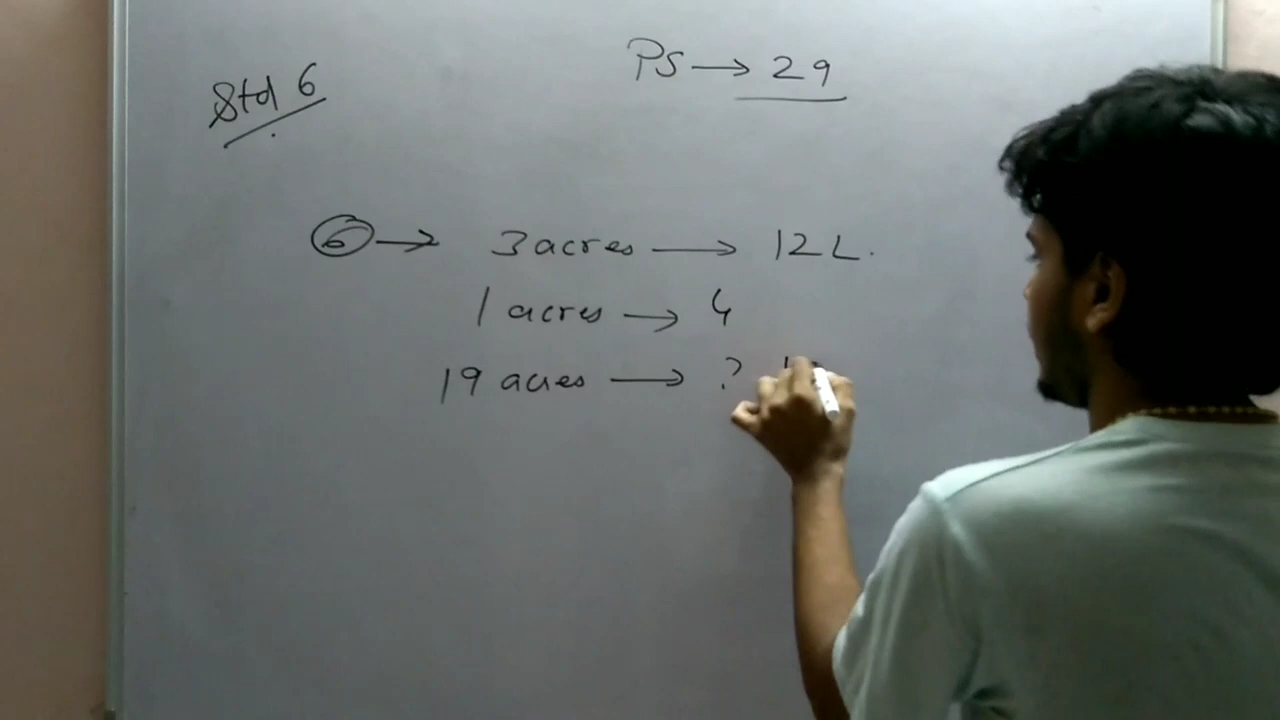 Std 6
PS → 29
6 → 3 acres → 12 L.
1 acres → 4
19 acres → ?